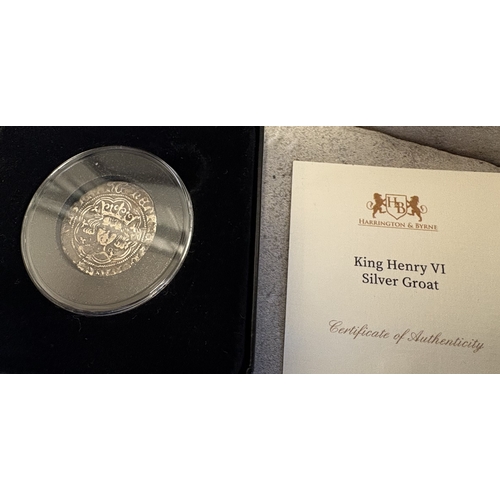 HB
HARRINGTON & BYRNE
King Henry VI
Silver Groat
Certificate of Authenticity